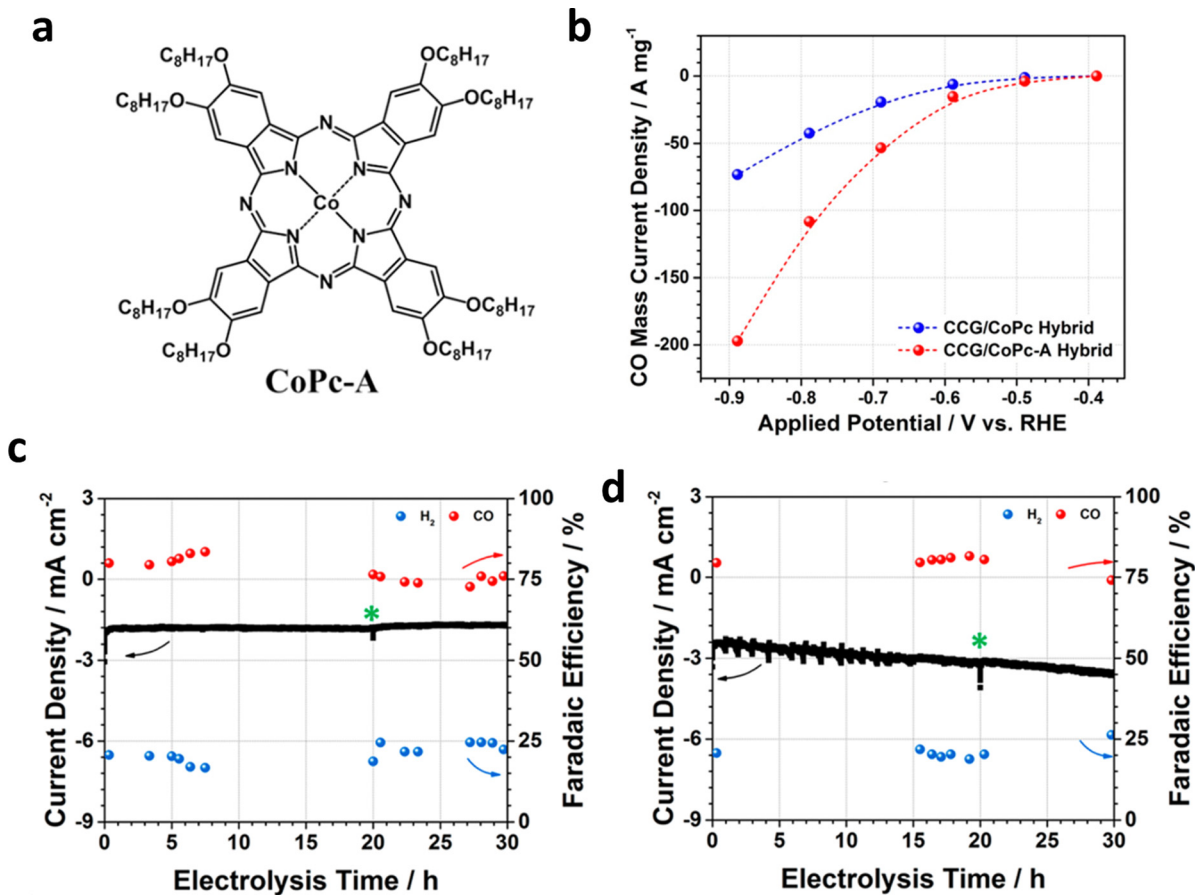 a
C₈H₁₇O
OC₈H₁₇
C₈H₁₇O
OC₈H₁₇
N
N
N
N
N
Co
N
N
N
C₈H₁₇O
OC₈H₁₇
C₈H₁₇O
OC₈H₁₇
CoPc-A
b
CO Mass Current Density / A mg⁻¹
0
-50
-100
-150
-200
CCG/CoPc Hybrid
CCG/CoPc-A Hybrid
-0.9 -0.8 -0.7 -0.6 -0.5 -0.4
Applied Potential / V vs. RHE
c
Current Density / mA cm⁻²
3
0
-3
-6
-9
H₂ CO
*
100
75
50
25
0
Faradaic Efficiency / %
0 5 10 15 20 25 30
Electrolysis Time / h
d
Current Density / mA cm⁻²
3
0
-3
-6
-9
H₂ CO
*
100
75
50
25
0
Faradaic Efficiency / %
0 5 10 15 20 25 30
Electrolysis Time / h